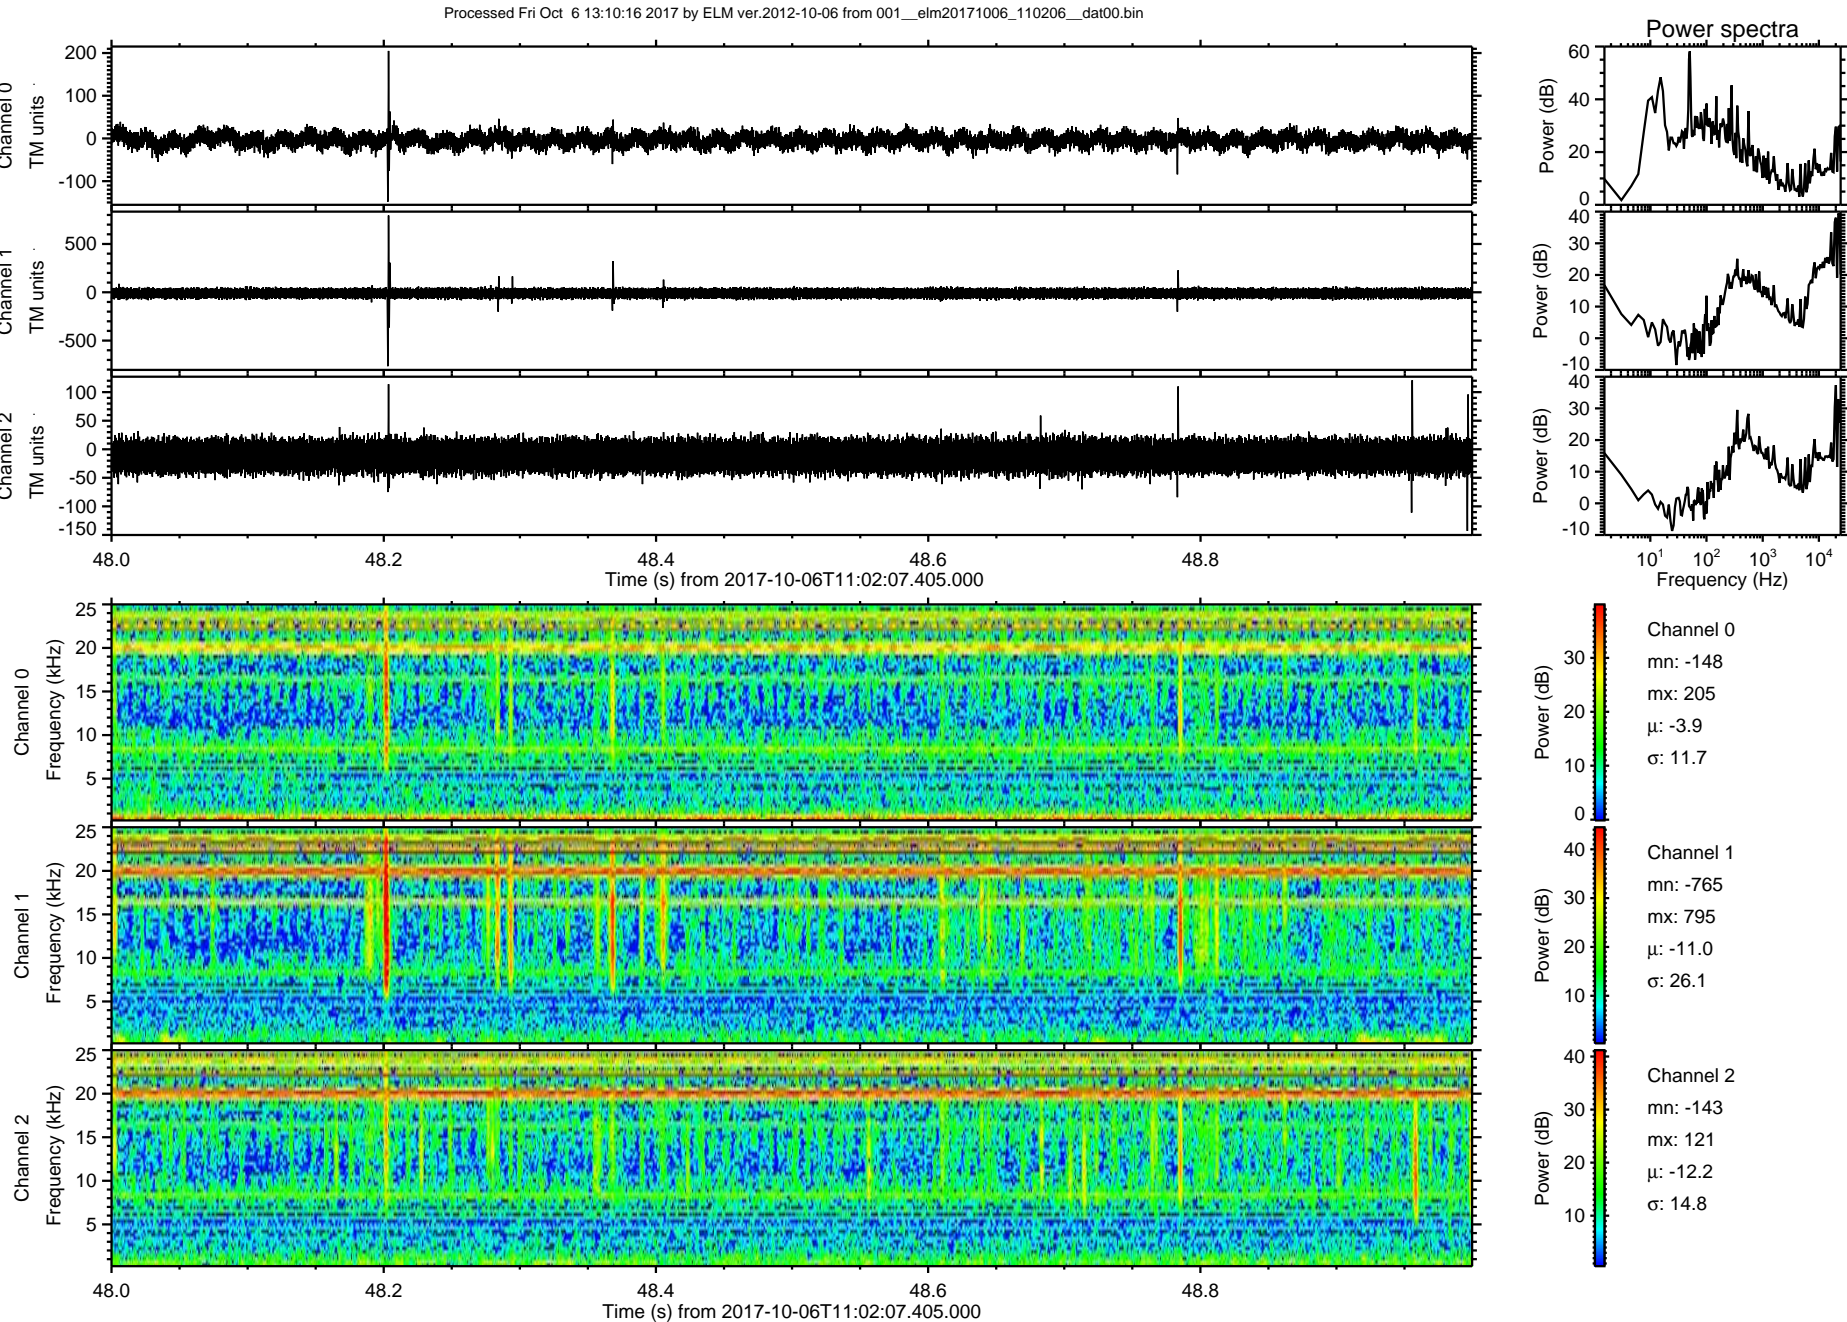 Processed Fri Oct  6 13:10:16 2017 by ELM ver.2012-10-06 from 001__elm20171006_110206__dat00.bin
Power spectra
Channel 0
TM units
200
100
0
-100
Power (dB)
60
40
20
0
Channel 1
TM units
500
0
-500
Power (dB)
40
30
20
10
0
-10
Channel 2
TM units
100
50
0
-50
-100
-150
Power (dB)
40
30
20
10
0
-10
48.0 48.2 48.4 48.6 48.8
Time (s) from 2017-10-06T11:02:07.405.000
10^1 10^2 10^3 10^4
Frequency (Hz)
Channel 0
Frequency (kHz)
25
20
15
10
5
Power (dB)
30
20
10
0
Channel 0
mn: -148
mx: 205
μ: -3.9
σ: 11.7
Channel 1
Frequency (kHz)
25
20
15
10
5
Power (dB)
40
30
20
10
Channel 1
mn: -765
mx: 795
μ: -11.0
σ: 26.1
Channel 2
Frequency (kHz)
25
20
15
10
5
Power (dB)
40
30
20
10
Channel 2
mn: -143
mx: 121
μ: -12.2
σ: 14.8
48.0 48.2 48.4 48.6 48.8
Time (s) from 2017-10-06T11:02:07.405.000